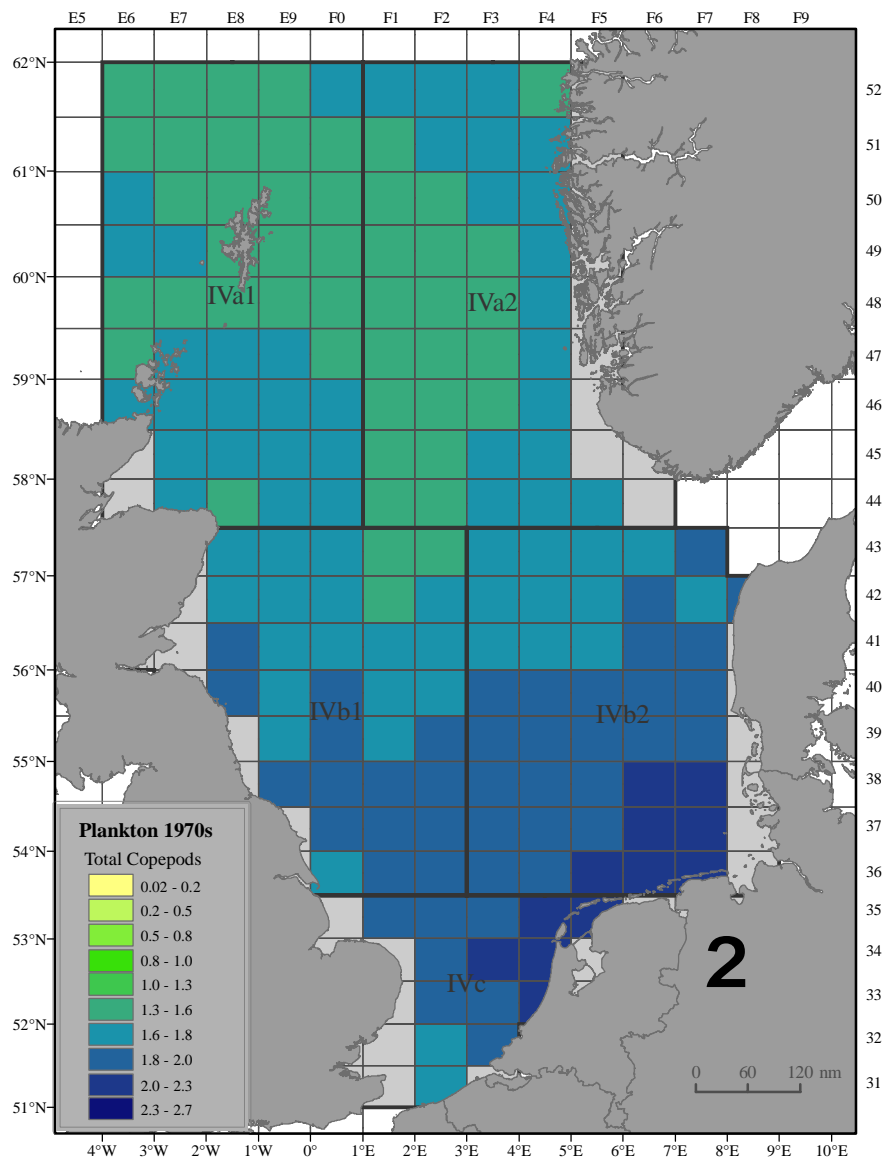 E5 E6 E7 E8 E9 F0 F1 F2 F3 F4 F5 F6 F7 F8 F9
62°N 52
51
61°N
50
49
60°N
48
IVa1 IVa2
47
59°N
46
45
58°N
44
43
57°N
42
41
56°N
40
IVb1 IVb2
39
55°N
38
37
Plankton 1970s
Total Copepods
0.02 - 0.2
0.2 - 0.5
0.5 - 0.8
0.8 - 1.0
1.0 - 1.3
1.3 - 1.6
1.6 - 1.8
1.8 - 2.0
2.0 - 2.3
2.3 - 2.7
54°N
36
35
53°N
34
2
IVc
33
52°N
32
0 60 120 nm
31
51°N
4°W 3°W 2°W 1°W 0° 1°E 2°E 3°E 4°E 5°E 6°E 7°E 8°E 9°E 10°E